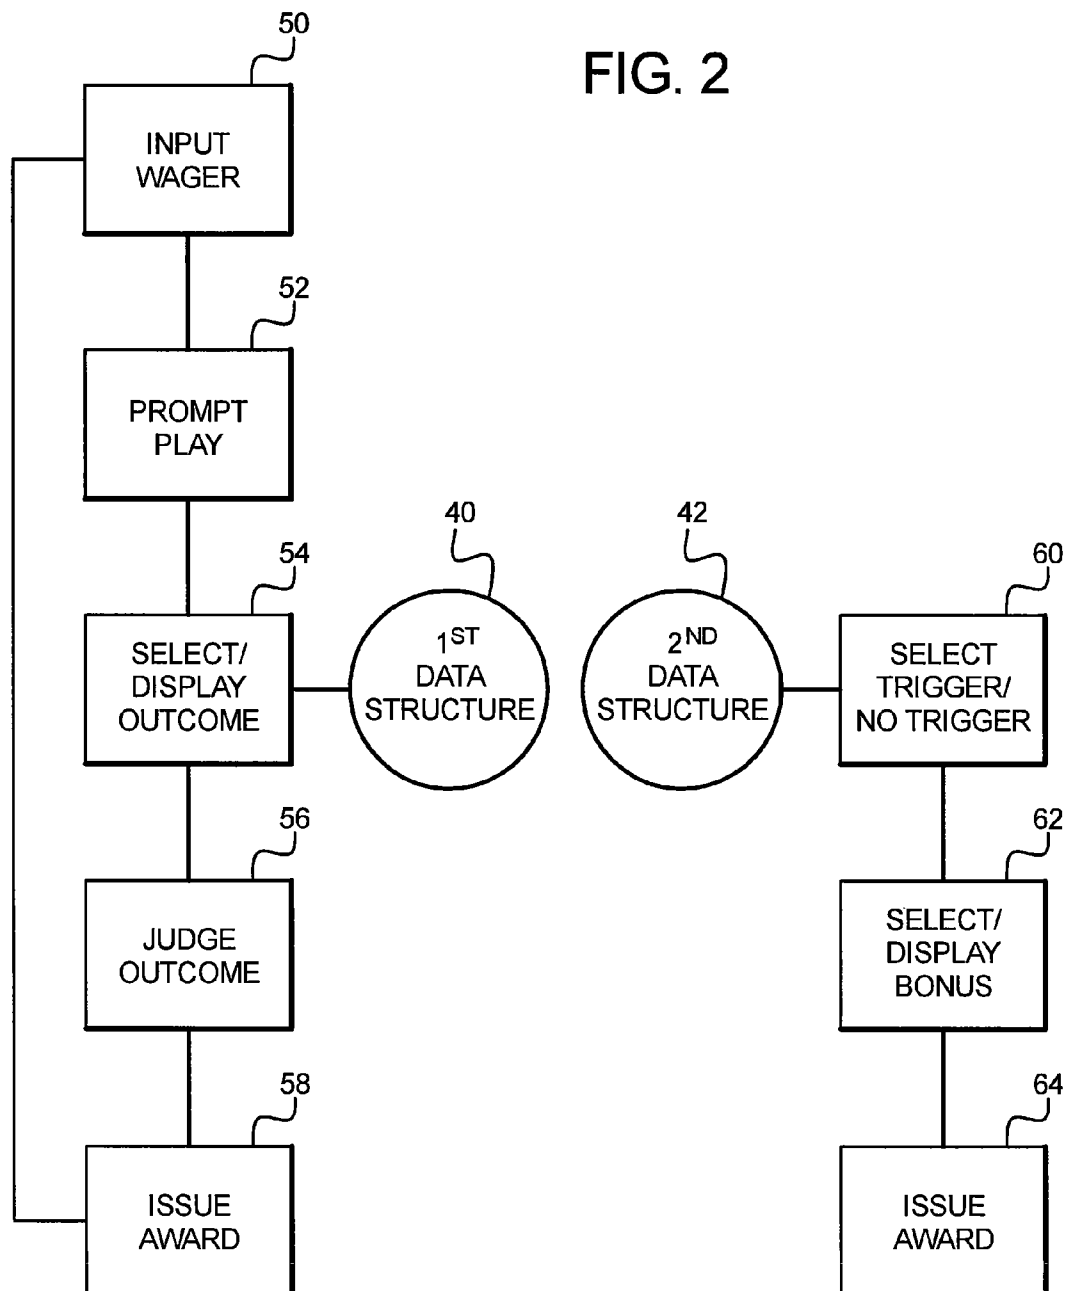 50
FIG. 2
INPUT
WAGER
52
PROMPT
PLAY
54
SELECT/
DISPLAY
OUTCOME
40
1ST
DATA
STRUCTURE
42
2ND
DATA
STRUCTURE
60
SELECT
TRIGGER/
NO TRIGGER
56
JUDGE
OUTCOME
62
SELECT/
DISPLAY
BONUS
58
ISSUE
AWARD
64
ISSUE
AWARD